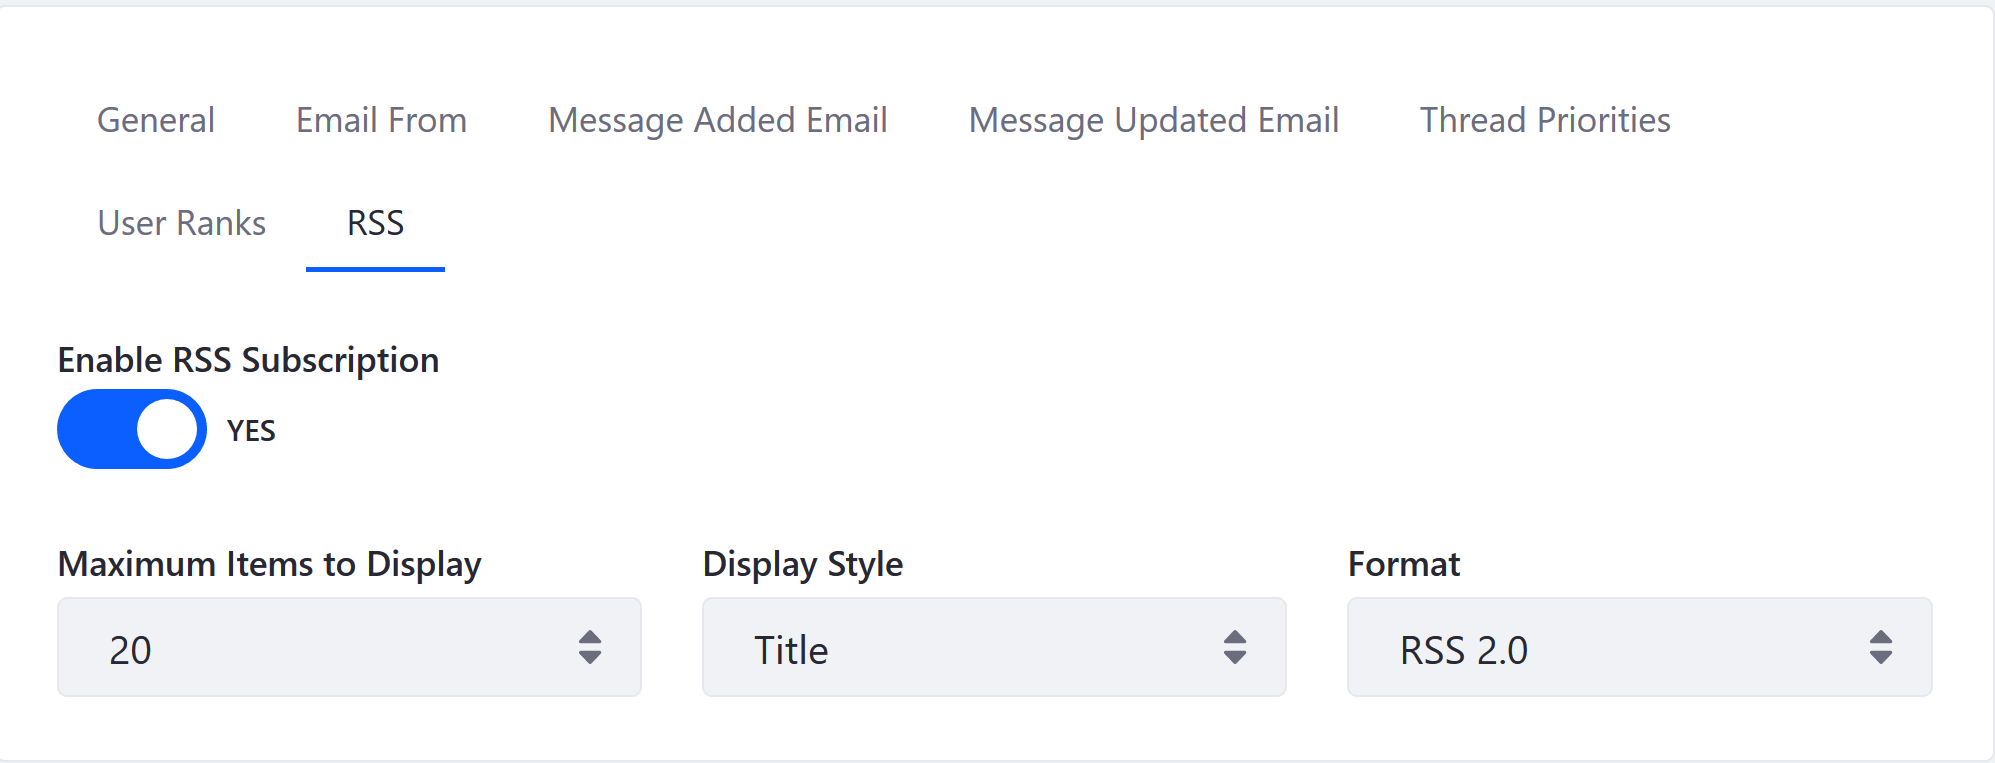 General Email From Message Added Email Message Updated Email Thread Priorities
User Ranks RSS
Enable RSS Subscription
YES
Maximum Items to Display Display Style Format
20 Title RSS 2.0